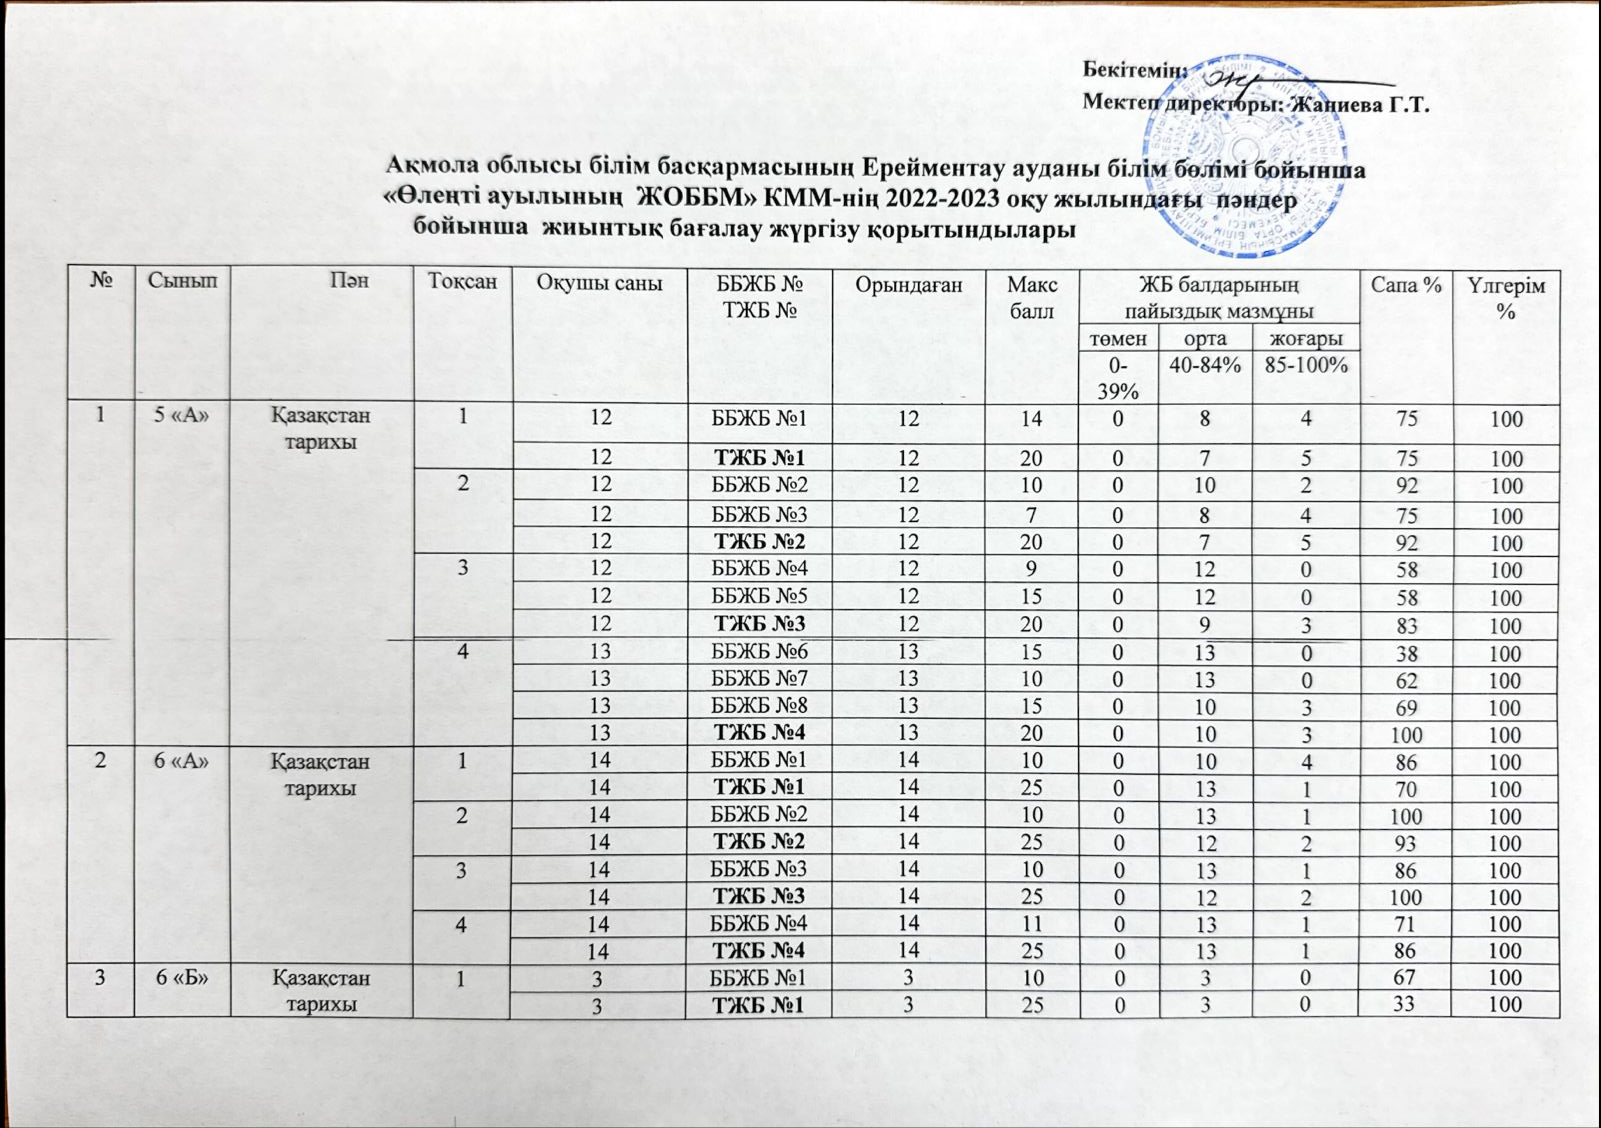 Бекітемін:
Мектеп директоры: Жаниева Г.Т.
Ақмола облысы білім басқармасының Ерейментау ауданы білім бөлімі бойынша
«Өлеңті ауылының ЖОББМ» КММ-нің 2022-2023 оқу жылындағы пәндер
бойынша жиынтық бағалау жүргізу қорытындылары
№ Сынып Пән Тоқсан Оқушы саны ББЖБ № Орындаған Макс ЖБ балдарының Сапа % Үлгерім
ТЖБ № балл пайыздық мазмұны %
төмен орта жоғары
0- 40-84% 85-100%
39%
1 5 «А» Қазақстан 1 12 ББЖБ №1 12 14 0 8 4 75 100
тарихы
12 ТЖБ №1 12 20 0 7 5 75 100
2 12 ББЖБ №2 12 10 0 10 2 92 100
12 ББЖБ №3 12 7 0 8 4 75 100
12 ТЖБ №2 12 20 0 7 5 92 100
3 12 ББЖБ №4 12 9 0 12 0 58 100
12 ББЖБ №5 12 15 0 12 0 58 100
12 ТЖБ №3 12 20 0 9 3 83 100
4 13 ББЖБ №6 13 15 0 13 0 38 100
13 ББЖБ №7 13 10 0 13 0 62 100
13 ББЖБ №8 13 15 0 10 3 69 100
13 ТЖБ №4 13 20 0 10 3 100 100
2 6 «А» Қазақстан 1 14 ББЖБ №1 14 10 0 10 4 86 100
тарихы 14 ТЖБ №1 14 25 0 13 1 70 100
2 14 ББЖБ №2 14 10 0 13 1 100 100
14 ТЖБ №2 14 25 0 12 2 93 100
3 14 ББЖБ №3 14 10 0 13 1 86 100
14 ТЖБ №3 14 25 0 12 2 100 100
4 14 ББЖБ №4 14 11 0 13 1 71 100
14 ТЖБ №4 14 25 0 13 1 86 100
3 6 «Б» Қазақстан 1 3 ББЖБ №1 3 10 0 3 0 67 100
тарихы 3 ТЖБ №1 3 25 0 3 0 33 100